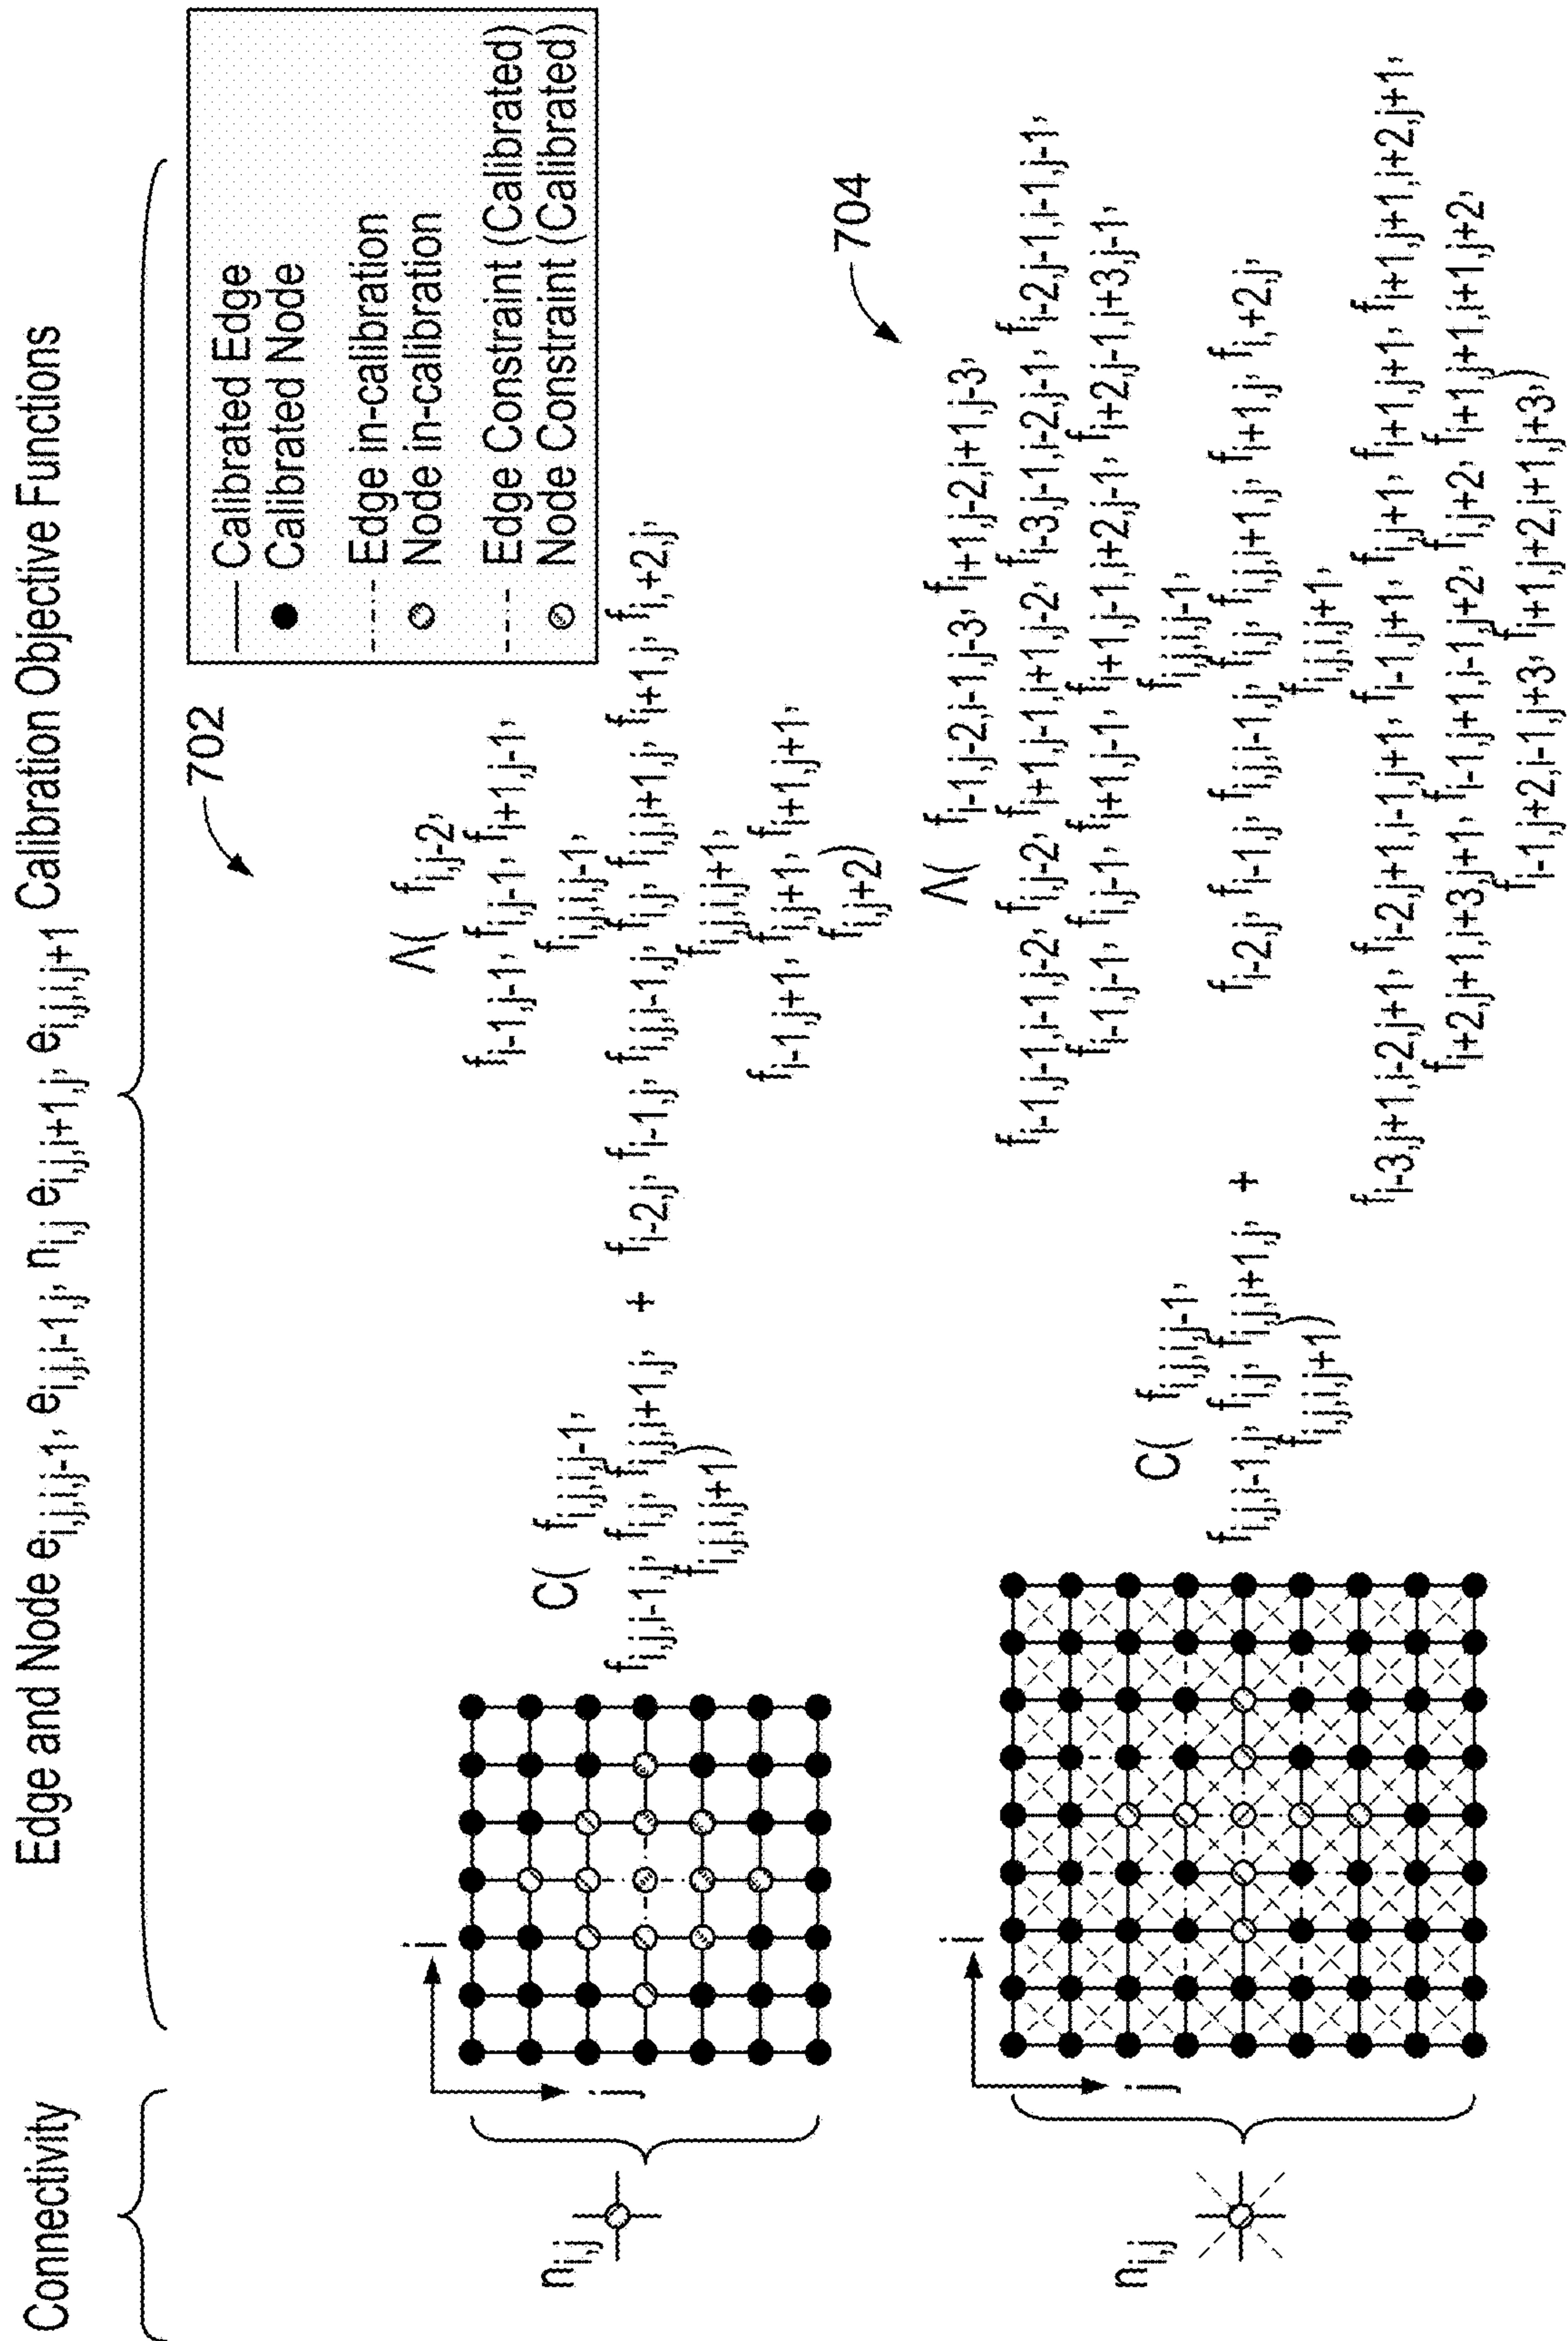 Connectivity
Edge and Node e_{i,j,i,j-1}, e_{i,j,i-1,j}, n_{i,j} e_{i,j,i+1,j}, e_{i,j,i,j+1} Calibration Objective Functions
702
Calibrated Edge
Calibrated Node
Edge in-calibration
Node in-calibration
Edge Constraint (Calibrated)
Node Constraint (Calibrated)
n_{i,j}
i
j
C( f_{i,j,i,j-1},
f_{i,j,i-1,j}, f_{i,j}, f_{i,j,i+1,j},
f_{i,j,i,j+1})
+
Λ( f_{i,j-2},
f_{i-1,j-1}, f_{i,j-1}, f_{i+1,j-1},
f_{i,j,i,j-1},
f_{i-2,j}, f_{i-1,j}, f_{i,j,i-1,j}, f_{i,j}, f_{i,j,i+1,j}, f_{i+1,j}, f_{i,+2,j},
f_{i,j,i,j+1},
f_{i-1,j+1}, f_{i,j+1}, f_{i+1,j+1},
f_{i,j+2})
704
n_{i,j}
i
j
C( f_{i,j,i,j-1},
f_{i,j,i-1,j}, f_{i,j}, f_{i,j,i+1,j},
f_{i,j,i,j+1})
+
Λ( f_{i-1,j-2,i-1,j-3}, f_{i+1,j-2,i+1,j-3},
f_{i-1,j-1,i-1,j-2}, f_{i,j-2}, f_{i+1,j-1,i+1,j-2}, f_{i-3,j-1,i-2,j-1}, f_{i-2,j-1,i-1,j-1},
f_{i-1,j-1}, f_{i,j-1}, f_{i+1,j-1}, f_{i+1,j-1,i+2,j-1}, f_{i+2,j-1,i+3,j-1},
f_{i,j,i,j-1},
f_{i-2,j}, f_{i-1,j}, f_{i,j,i-1,j}, f_{i,j}, f_{i,j,i+1,j}, f_{i+1,j}, f_{i,+2,j},
f_{i,j,i,j+1},
f_{i-3,j+1,i-2,j+1}, f_{i-2,j+1,i-1,j+1}, f_{i-1,j+1}, f_{i,j+1}, f_{i+1,j+1}, f_{i+1,j+1,i+2,j+1},
f_{i+2,j+1,i+3,j+1}, f_{i-1,j+1,i-1,j+2}, f_{i,j+2}, f_{i+1,j+1,i+1,j+2},
f_{i-1,j+2,i-1,j+3}, f_{i+1,j+2,i+1,j+3},)